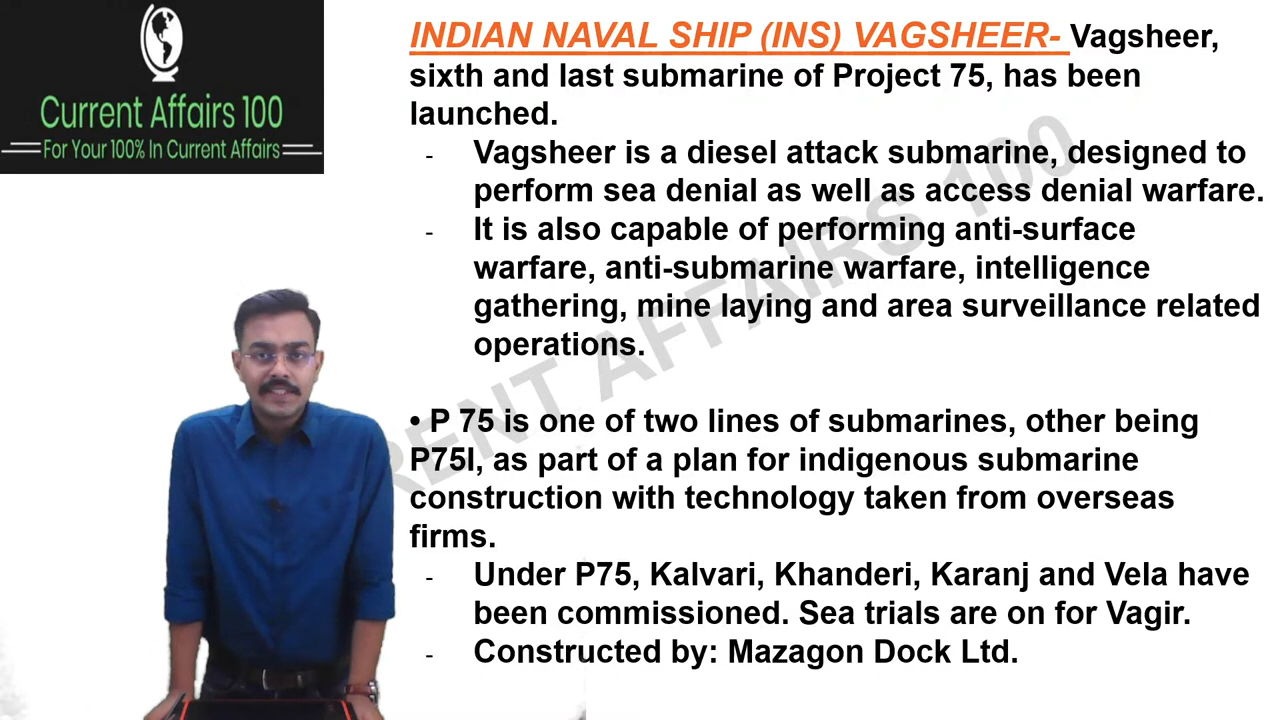 Current Affairs 100
For Your 100% In Current Affairs
INDIAN NAVAL SHIP (INS) VAGSHEER- Vagsheer,
sixth and last submarine of Project 75, has been
launched.
- Vagsheer is a diesel attack submarine, designed to
perform sea denial as well as access denial warfare.
- It is also capable of performing anti-surface
warfare, anti-submarine warfare, intelligence
gathering, mine laying and area surveillance related
operations.
• P 75 is one of two lines of submarines, other being
P75I, as part of a plan for indigenous submarine
construction with technology taken from overseas
firms.
- Under P75, Kalvari, Khanderi, Karanj and Vela have
been commissioned. Sea trials are on for Vagir.
- Constructed by: Mazagon Dock Ltd.
RENT AFFAIRS 100